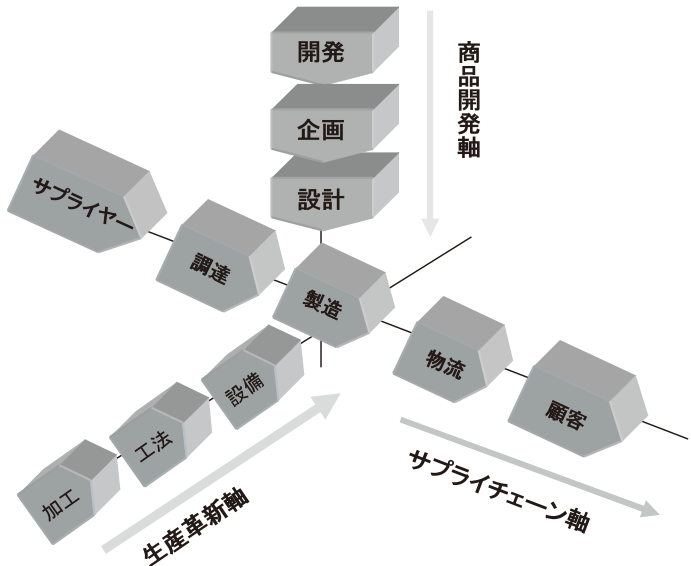 開発
企画
設計
商品開発軸
サプライヤー
調達
製造
物流
顧客
サプライチェーン軸
設備
工法
加工
生産革新軸